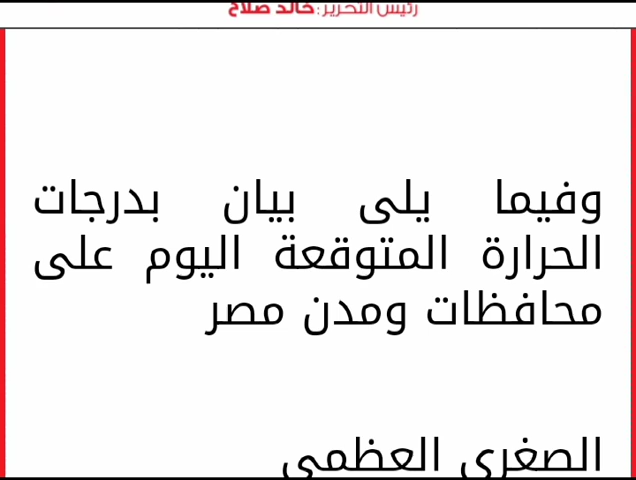 رئيس التحرير: خالد صلاح
وفيما يلى بيان بدرجات
الحرارة المتوقعة اليوم على
محافظات ومدن مصر
الصغرى العظمى